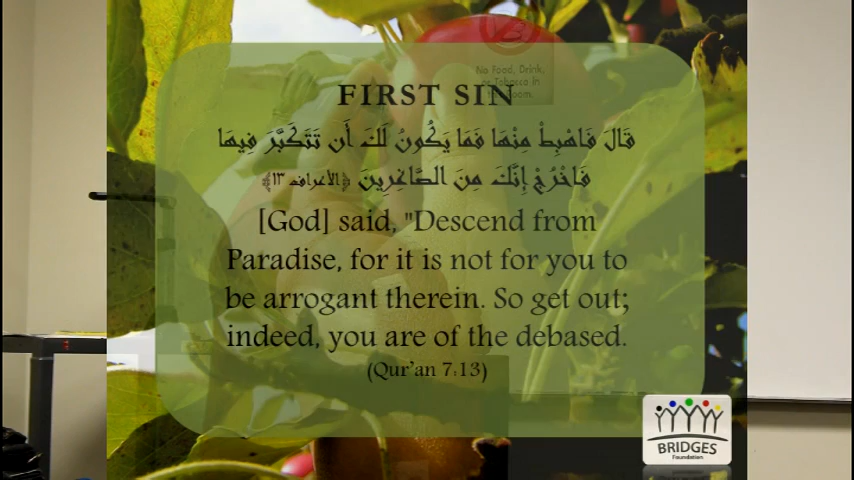 No Food, Drink,
or Tobacco In
oom.
FIRST SIN
قَالَ فَاهْبِطْ مِنْهَا فَمَا يَكُونُ لَكَ أَن تَتَكَبَّرَ فِيهَا
فَاخْرُجْ إِنَّكَ مِنَ الصَّاغِرِينَ ﴿الأعراف ١٣﴾
[God] said, "Descend from
Paradise, for it is not for you to
be arrogant therein. So get out;
indeed, you are of the debased.
(Qur'an 7:13)
BRIDGES
Foundation